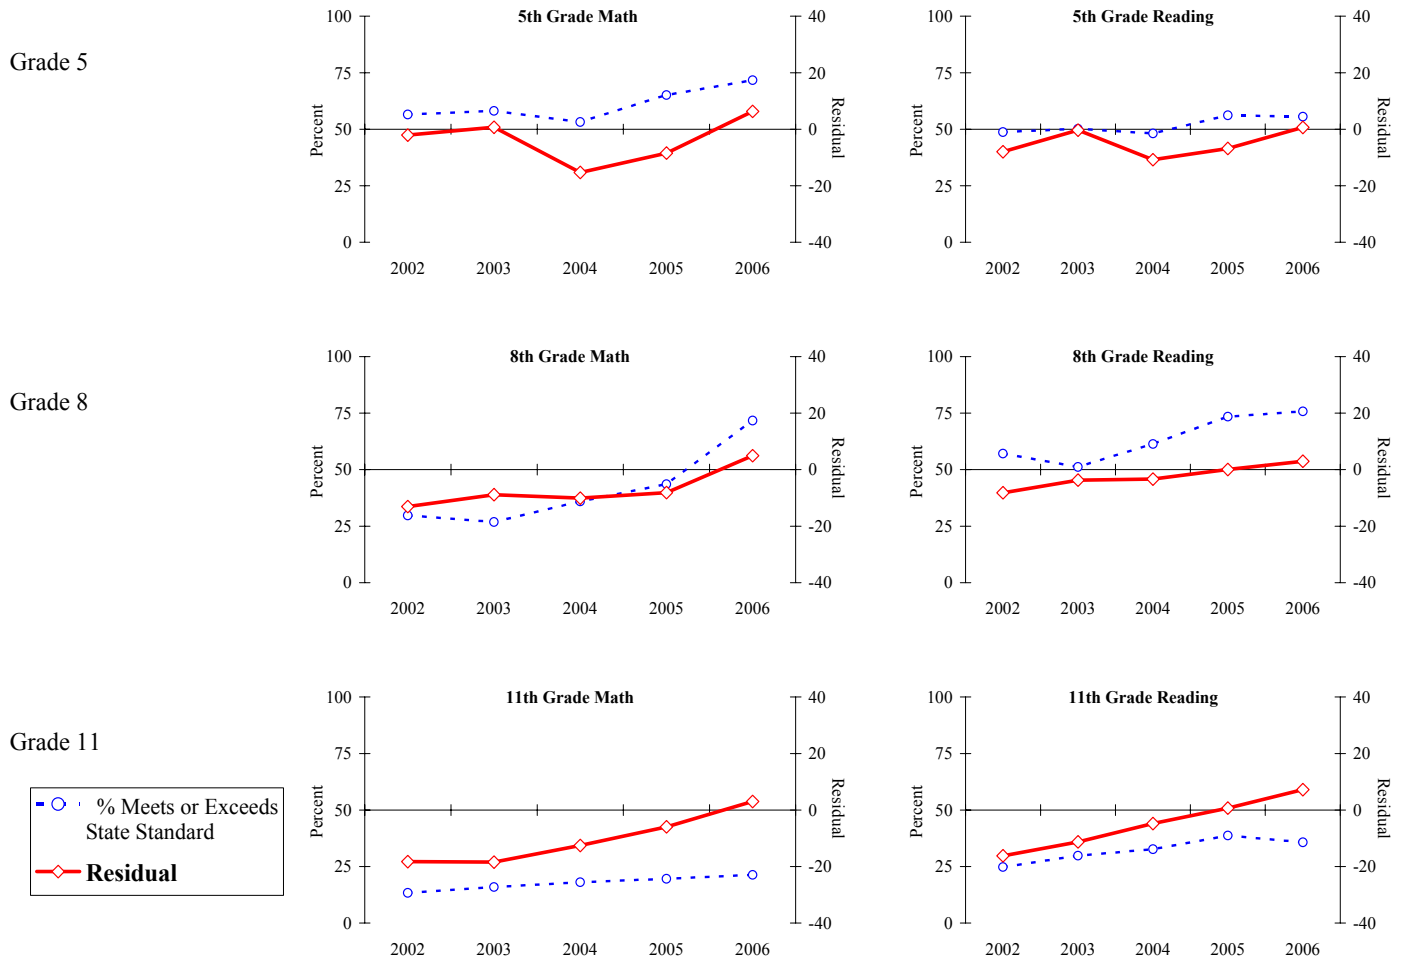 Grade 5
5th Grade Math
100
75
50
25
0
Percent
40
20
0
-20
-40
Residual
2002 2003 2004 2005 2006
5th Grade Reading
100
75
50
25
0
Percent
40
20
0
-20
-40
Residual
2002 2003 2004 2005 2006
Grade 8
8th Grade Math
100
75
50
25
0
Percent
40
20
0
-20
-40
Residual
2002 2003 2004 2005 2006
8th Grade Reading
100
75
50
25
0
Percent
40
20
0
-20
-40
Residual
2002 2003 2004 2005 2006
Grade 11
% Meets or Exceeds
State Standard
Residual
11th Grade Math
100
75
50
25
0
Percent
40
20
0
-20
-40
Residual
2002 2003 2004 2005 2006
11th Grade Reading
100
75
50
25
0
Percent
40
20
0
-20
-40
Residual
2002 2003 2004 2005 2006